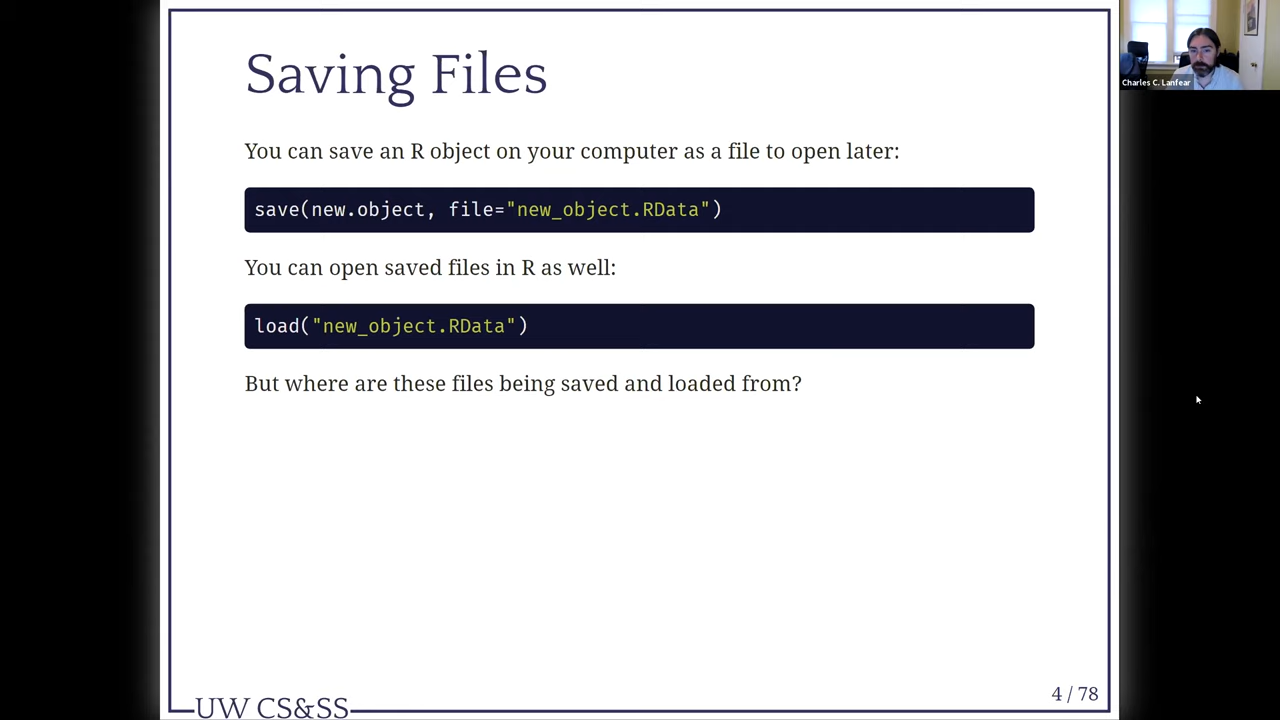 Saving Files
You can save an R object on your computer as a file to open later:
save(new.object, file="new_object.RData")
You can open saved files in R as well:
load("new_object.RData")
But where are these files being saved and loaded from?
UW CS&SS
4 / 78
Charles C. Lanfear